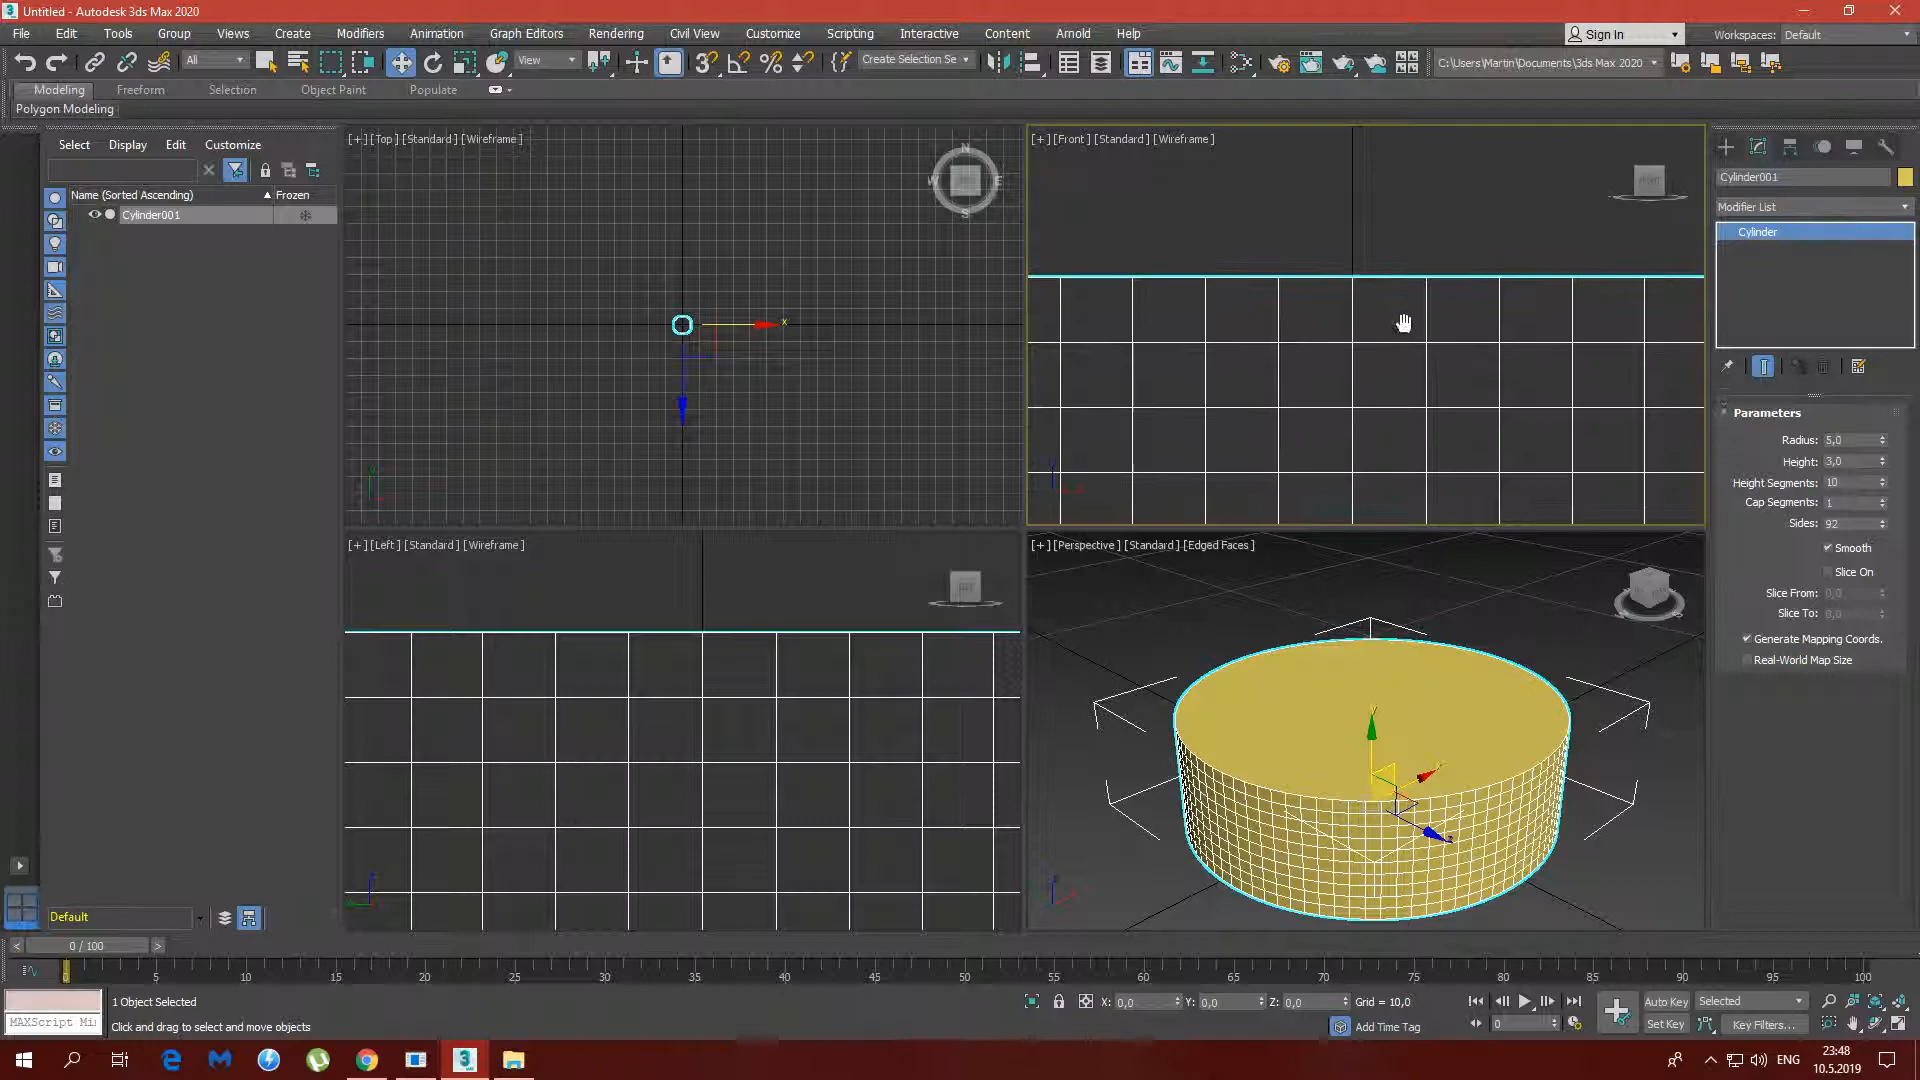 Untitled - Autodesk 3ds Max 2020
File Edit Tools Group Views Create Modifiers Animation Graph Editors Rendering Civil View Customize Scripting Interactive Content Arnold Help
Sign In
Workspaces: Default
All
View
Create Selection Se
C:\Users\Martin\Documents\3ds Max 2020
Modeling Freeform Selection Object Paint Populate
Polygon Modeling
Select Display Edit Customize
Name (Sorted Ascending) Frozen
Cylinder001
[+] [Top] [Standard] [Wireframe]
N
W
E
S
x
[+] [Front] [Standard] [Wireframe]
[+] [Left] [Standard] [Wireframe]
[+] [Perspective] [Standard] [Edged Faces]
Cylinder001
Modifier List
Cylinder
Parameters
Radius: 5,0
Height: 3,0
Height Segments: 10
Cap Segments: 1
Sides: 92
Smooth
Slice On
Slice From: 0,0
Slice To: 0,0
Generate Mapping Coords.
Real-World Map Size
Default
< 0 / 100 >
0 5 10 15 20 25 30 35 40 45 50 55 60 65 70 75 80 85 90 95 100
1 Object Selected
MAXScript Mi
Click and drag to select and move objects
X: 0,0 Y: 0,0 Z: 0,0 Grid = 10,0
Add Time Tag
0
Auto Key Selected
Set Key Key Filters...
ENG
23:48
10.5.2019